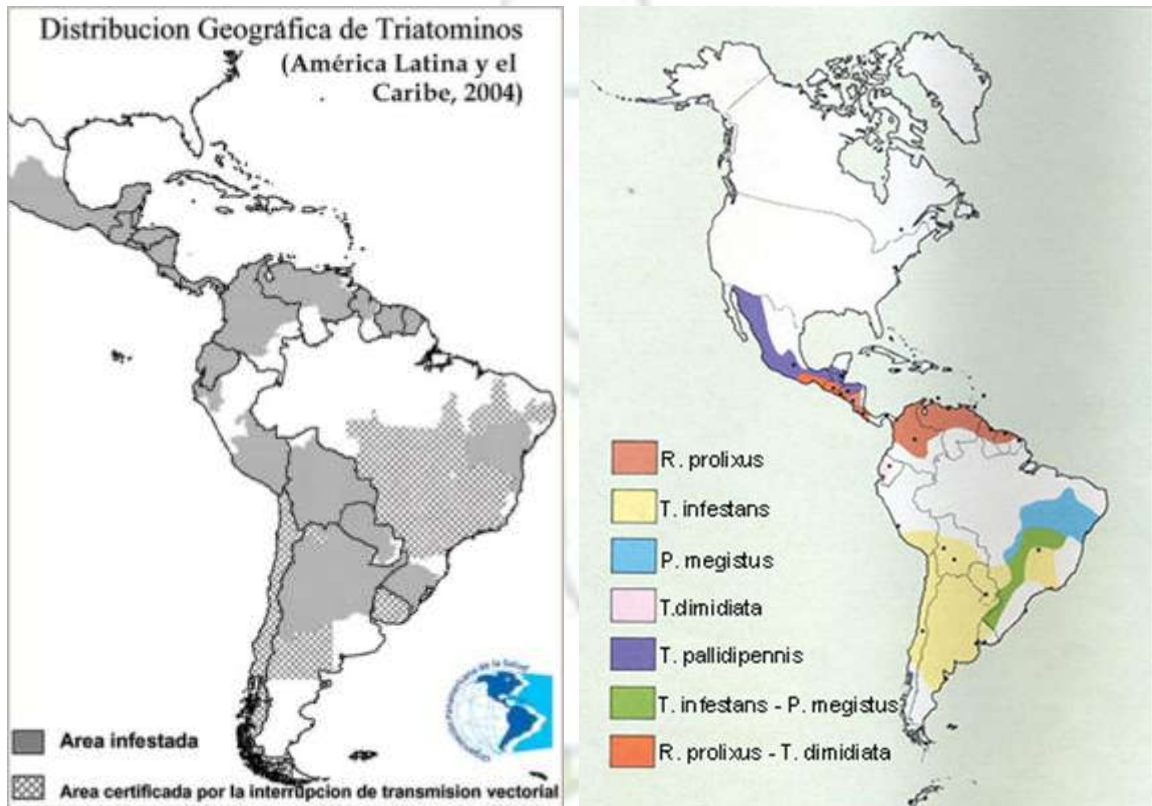 Distribucion Geográfica de Triatominos
(América Latina y el
Caribe, 2004)
Area infestada
Area certificada por la interrupcion de transmision vectorial
R. prolixus
T. infestans
P. megistus
T.dimidiata
T. pallidipennis
T. infestans - P. megistus
R. prolixus - T. dimidiata